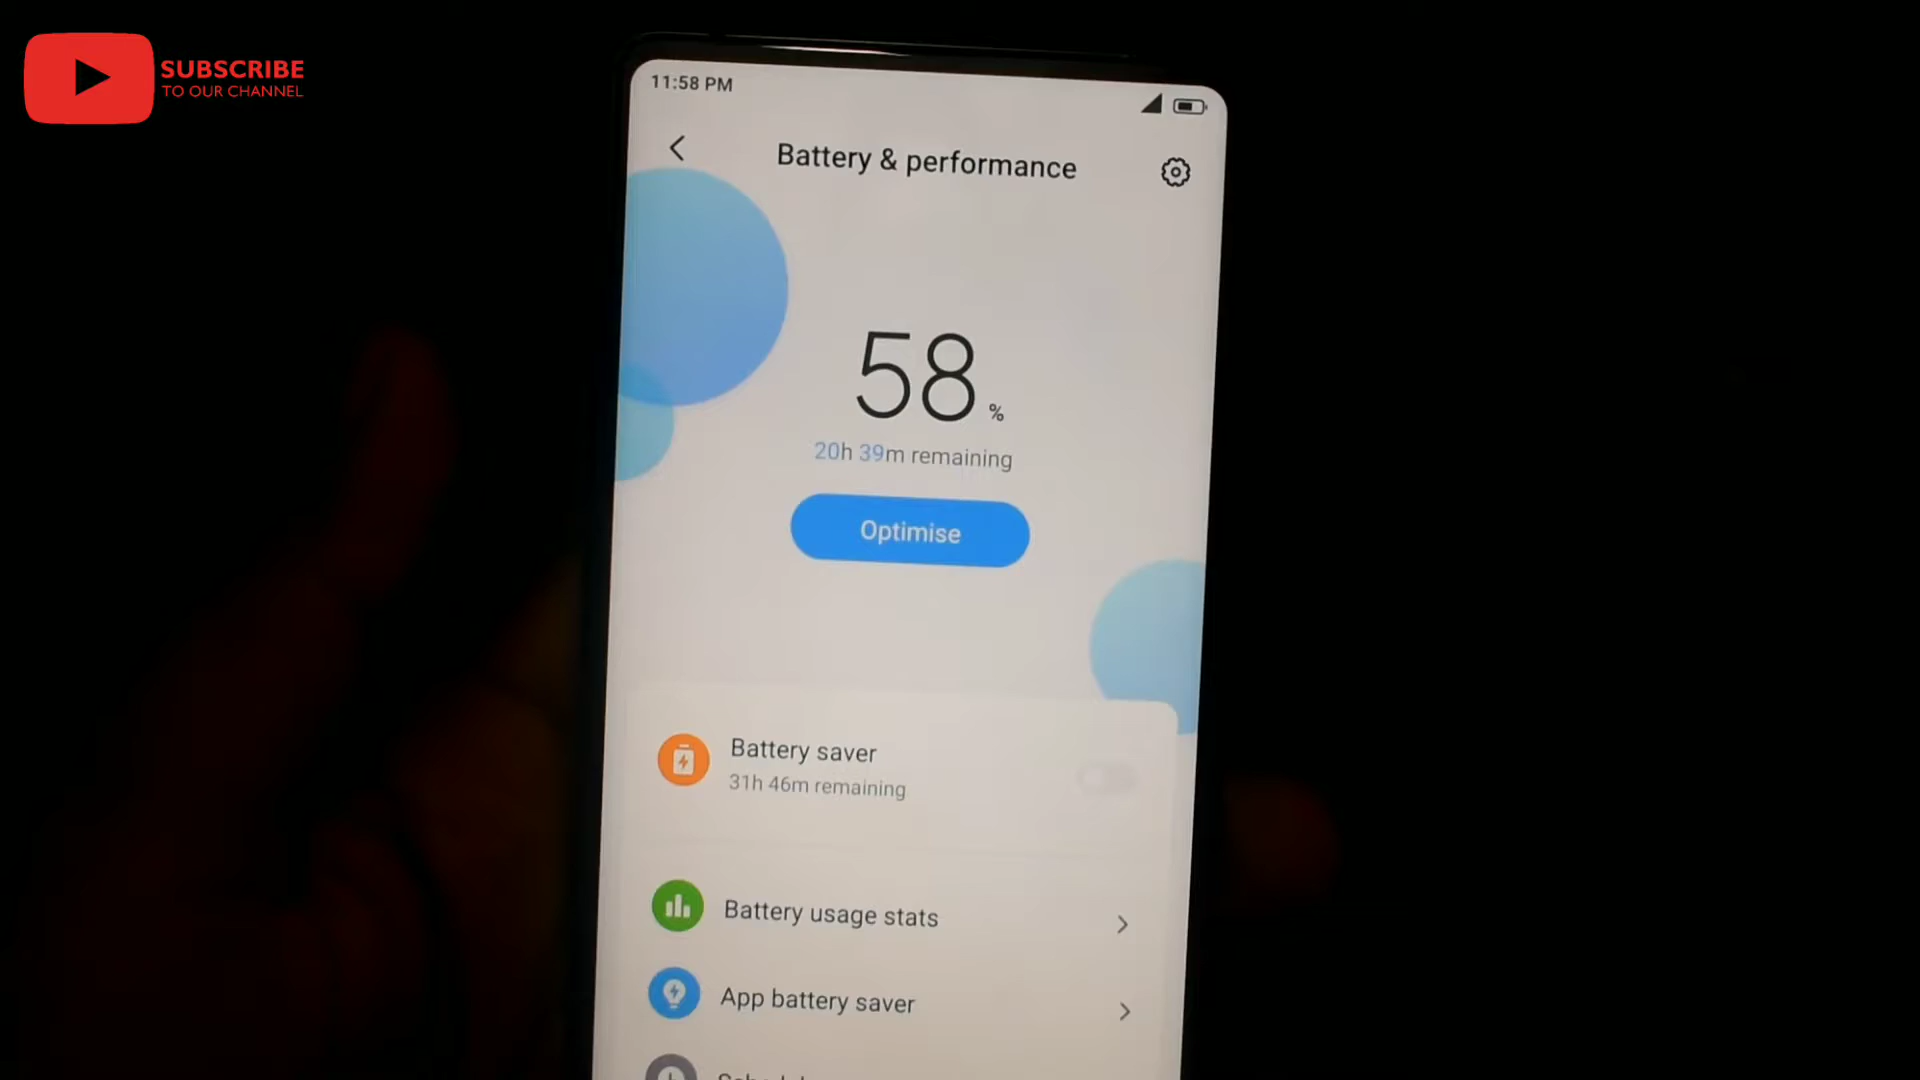 SUBSCRIBE
TO OUR CHANNEL
11:58 PM
Battery & performance
58 %
20h 39m remaining
Optimise
Battery saver
31h 46m remaining
Battery usage stats
App battery saver